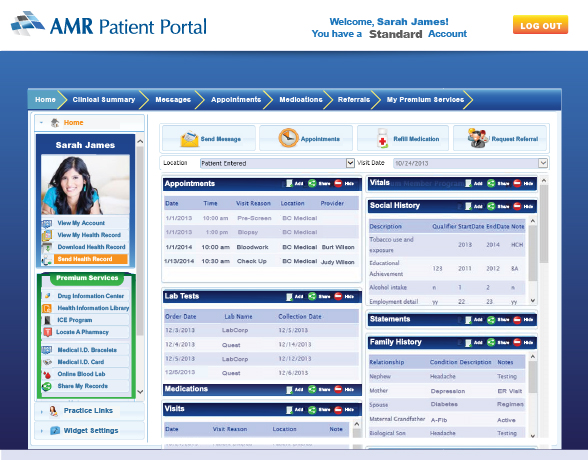 AMR Patient Portal
Welcome, Sarah James!
You have a Standard Account
LOG OUT
Home
Clinical Summary
Messages
Appointments
Medications
Referrals
My Premium Services
Home
Sarah James
View My Account
View My Health Record
Download Health Record
Send Health Record
Premium Services
Drug Information Center
Health Information Library
ICE Program
Locate A Pharmacy
Medical I.D. Bracelets
Medical I.D. Card
Online Blood Lab
Share My Records
Practice Links
Widget Settings
Send Message
Appointments
Refill Medication
Request Referral
Location Patient Entered
Visit Date 10/24/2013
Appointments Add Share Hide
Date Time Visit Reason Location Provider
1/1/2013 10:00 am Pre-Screen BC Medical
1/1/2013 1:00 pm Biopsy BC Medical
1/1/2014 10:00 am Bloodwork BC Medical Burt Wilson
1/13/2014 10:30 am Check Up BC Medical Judy Wilson
Lab Tests Add Share Hide
Order Date Lab Name Collection Date
12/3/2013 LabCorp 12/3/2013
12/4/2013 Quest 12/14/2013
12/5/2013 LabCorp 12/12/2013
12/6/2013 Quest 12/6/2013
Medications Add Share Hide
Visits Add Share Hide
Date Visit Reason Location Note
Vitals Add Share Hide
Social History Add Share Hide
Description Qualifier StartDate EndDate Note
Tobacco use and exposure 2013 2014 HCH
Educational Achievement 123 2011 2012 BA
Alcohol intake n 1 2 n
Employment detail yy 22 23 yy
Statements Add Share Hide
Family History Add Share Hide
Relationship Condition Description Notes
Nephew Headache Testing
Mother Depression ER Visit
Spouse Diabetes Regimes
Maternal Grandfather A-Fib Active
Biological Son Headache Testing